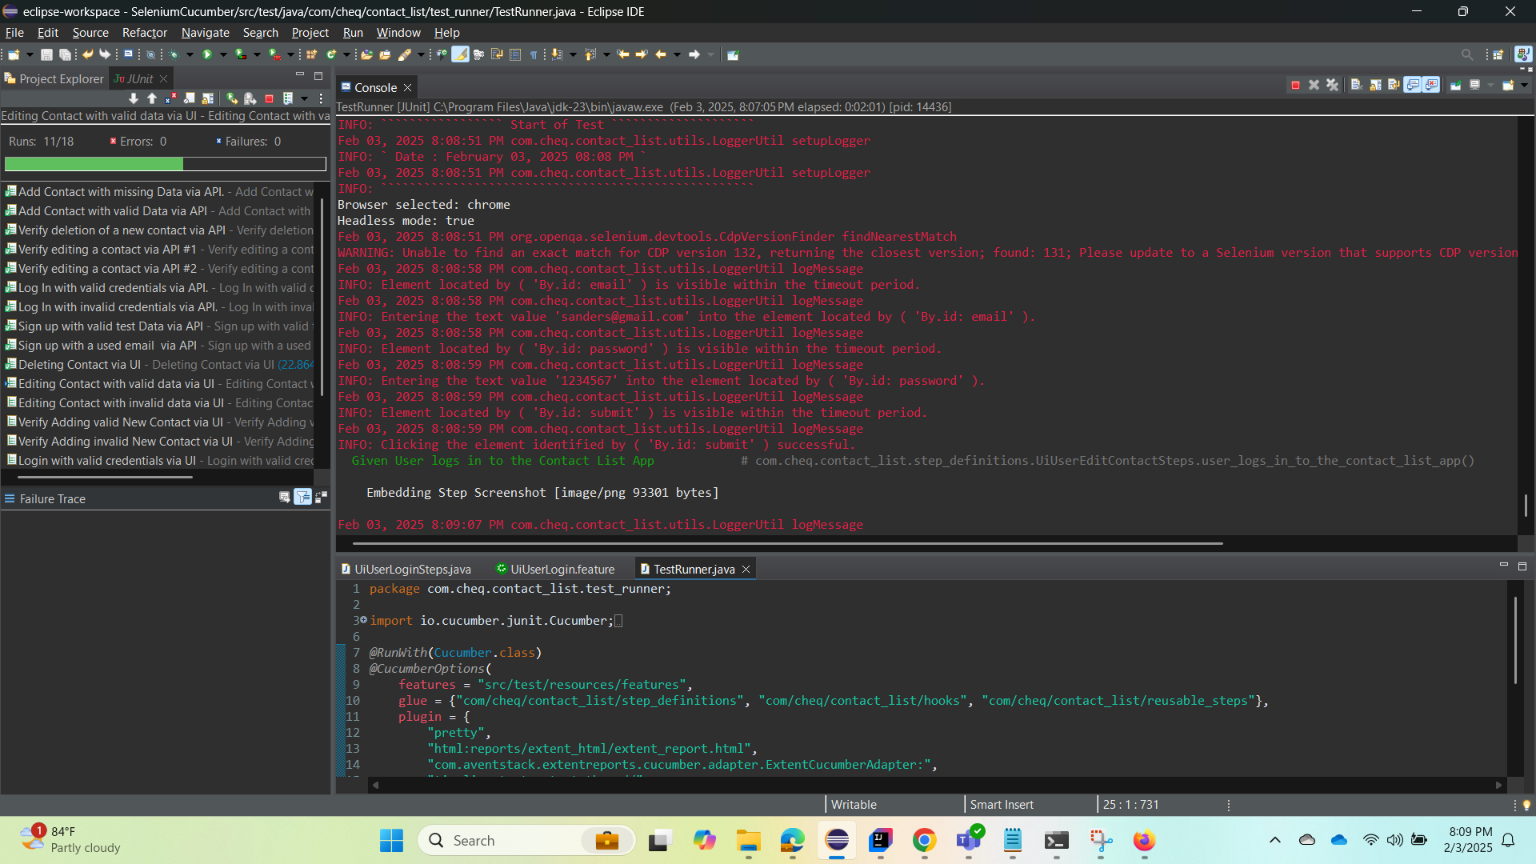 eclipse-workspace - SeleniumCucumber/src/test/java/com/cheq/contact_list/test_runner/TestRunner.java - Eclipse IDE
File Edit Source Refactor Navigate Search Project Run Window Help
Project Explorer JUnit
Editing Contact with valid data via UI - Editing Contact with va
Runs: 11/18 Errors: 0 Failures: 0
Add Contact with missing Data via API. - Add Contact w
Add Contact with valid Data via API - Add Contact with
Verify deletion of a new contact via API - Verify deletion
Verify editing a contact via API #1 - Verify editing a cont
Verify editing a contact via API #2 - Verify editing a cont
Log In with valid credentials via API. - Log In with valid c
Log In with invalid credentials via API. - Log In with inva
Sign up with valid test Data via API - Sign up with valid
Sign up with a used email  via API - Sign up with a used
Deleting Contact via UI - Deleting Contact via UI (22.864
Editing Contact with valid data via UI - Editing Contact
Editing Contact with invalid data via UI - Editing Contac
Verify Adding valid New Contact via UI - Verify Adding v
Verify Adding invalid New Contact via UI - Verify Adding
Login with valid credentials via UI - Login with valid cred
Failure Trace
Console
TestRunner [JUnit] C:\Program Files\Java\jdk-23\bin\javaw.exe (Feb 3, 2025, 8:07:05 PM elapsed: 0:02:01) [pid: 14436]
INFO: ````````````````` Start of Test ````````````````````
Feb 03, 2025 8:08:51 PM com.cheq.contact_list.utils.LoggerUtil setupLogger
INFO: ` Date : February 03, 2025 08:08 PM `
Feb 03, 2025 8:08:51 PM com.cheq.contact_list.utils.LoggerUtil setupLogger
INFO: ````````````````````````````````````````````````````
Browser selected: chrome
Headless mode: true
Feb 03, 2025 8:08:51 PM org.openqa.selenium.devtools.CdpVersionFinder findNearestMatch
WARNING: Unable to find an exact match for CDP version 132, returning the closest version; found: 131; Please update to a Selenium version that supports CDP version
Feb 03, 2025 8:08:58 PM com.cheq.contact_list.utils.LoggerUtil logMessage
INFO: Element located by ( 'By.id: email' ) is visible within the timeout period.
Feb 03, 2025 8:08:58 PM com.cheq.contact_list.utils.LoggerUtil logMessage
INFO: Entering the text value 'sanders@gmail.com' into the element located by ( 'By.id: email' ).
Feb 03, 2025 8:08:58 PM com.cheq.contact_list.utils.LoggerUtil logMessage
INFO: Element located by ( 'By.id: password' ) is visible within the timeout period.
Feb 03, 2025 8:08:59 PM com.cheq.contact_list.utils.LoggerUtil logMessage
INFO: Entering the text value '1234567' into the element located by ( 'By.id: password' ).
Feb 03, 2025 8:08:59 PM com.cheq.contact_list.utils.LoggerUtil logMessage
INFO: Element located by ( 'By.id: submit' ) is visible within the timeout period.
Feb 03, 2025 8:08:59 PM com.cheq.contact_list.utils.LoggerUtil logMessage
INFO: Clicking the element identified by ( 'By.id: submit' ) successful.
Given User logs in to the Contact List App # com.cheq.contact_list.step_definitions.UiUserEditContactSteps.user_logs_in_to_the_contact_list_app()
Embedding Step Screenshot [image/png 93301 bytes]
Feb 03, 2025 8:09:07 PM com.cheq.contact_list.utils.LoggerUtil logMessage
UiUserLoginSteps.java UiUserLogin.feature TestRunner.java
1 package com.cheq.contact_list.test_runner;
2
3 import io.cucumber.junit.Cucumber;
6
7 @RunWith(Cucumber.class)
8 @CucumberOptions(
9 features = "src/test/resources/features",
10 glue = {"com/cheq/contact_list/step_definitions", "com/cheq/contact_list/hooks", "com/cheq/contact_list/reusable_steps"},
11 plugin = {
12 "pretty",
13 "html:reports/extent_html/extent_report.html",
14 "com.aventstack.extentreports.cucumber.adapter.ExtentCucumberAdapter:",
Writable Smart Insert 25 : 1 : 731
1 84°F
Partly cloudy
Search
8:09 PM
2/3/2025